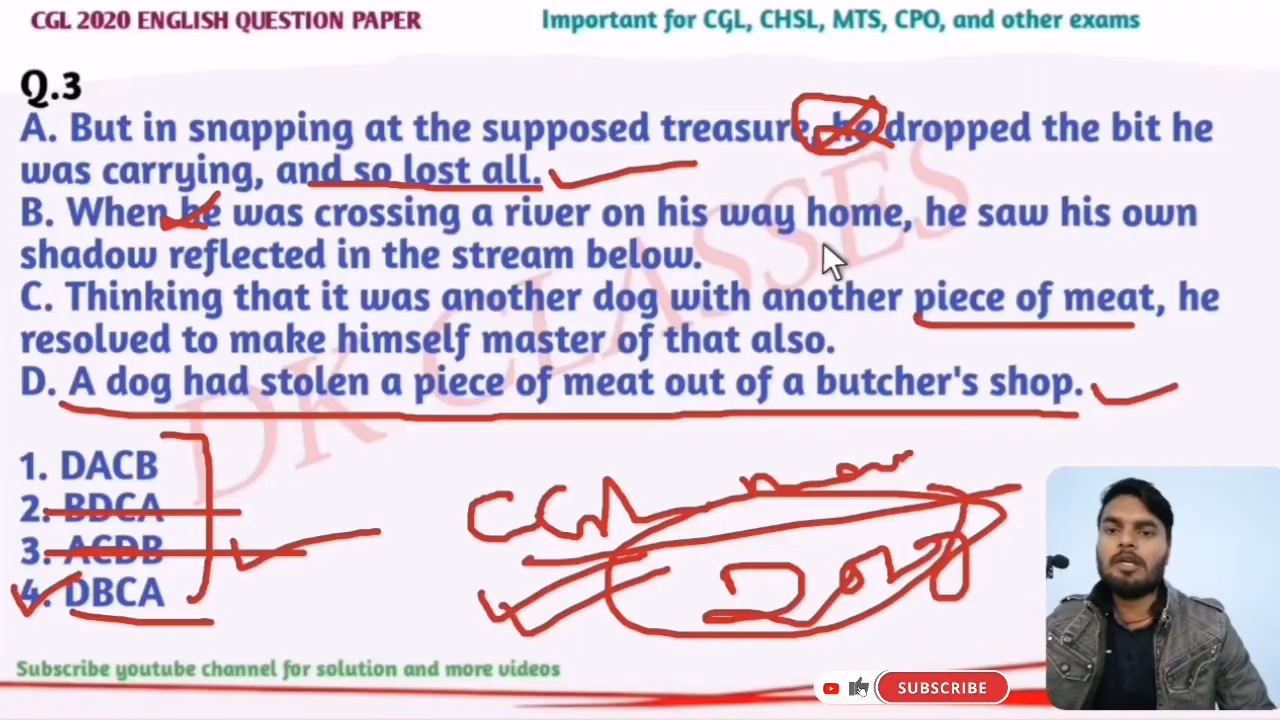 CGL 2020 ENGLISH QUESTION PAPER
Important for CGL, CHSL, MTS, CPO, and other exams
Q.3
A. But in snapping at the supposed treasure, he dropped the bit he
was carrying, and so lost all.
B. When he was crossing a river on his way home, he saw his own
shadow reflected in the stream below.
C. Thinking that it was another dog with another piece of meat, he
resolved to make himself master of that also.
D. A dog had stolen a piece of meat out of a butcher's shop.
DK CLASSES
1. DACB
2. BDCA
3. ACDB
4. DBCA
CGL
Subscribe youtube channel for solution and more videos
SUBSCRIBE